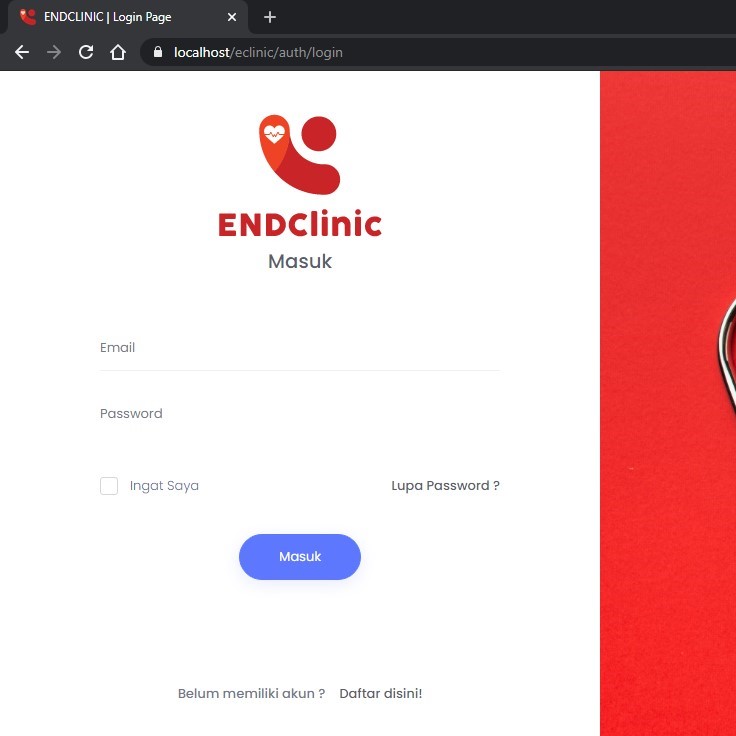 ENDCLINIC | Login Page
localhost/eclinic/auth/login
ENDClinic
Masuk
Email
Password
Ingat Saya
Lupa Password ?
Masuk
Belum memiliki akun ? Daftar disini!